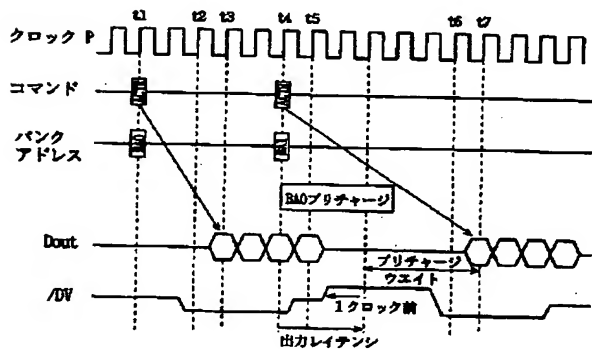 t1 t2 t3 t4 t5 t6 t7
クロック P
コマンド
バンク
アドレス
BA0プリチャージ
Dout
プリチャージ
ウエイト
/DV
1クロック前
出力レイテンシ